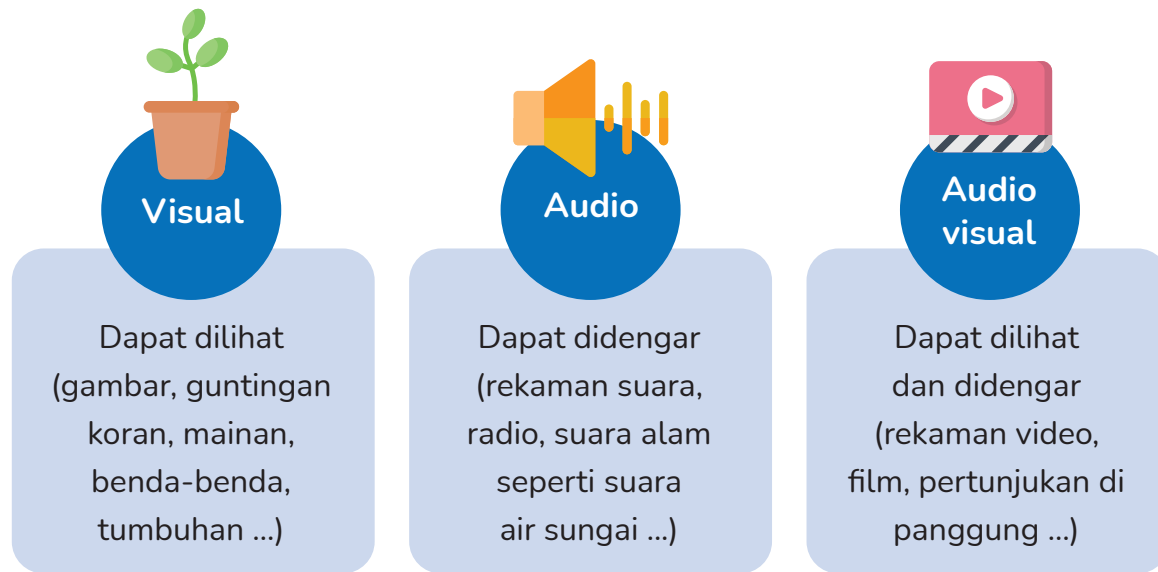 Visual
Dapat dilihat
(gambar, guntingan
koran, mainan,
benda-benda,
tumbuhan ...)
Audio
Dapat didengar
(rekaman suara,
radio, suara alam
seperti suara
air sungai ...)
Audio
visual
Dapat dilihat
dan didengar
(rekaman video,
film, pertunjukan di
panggung ...)